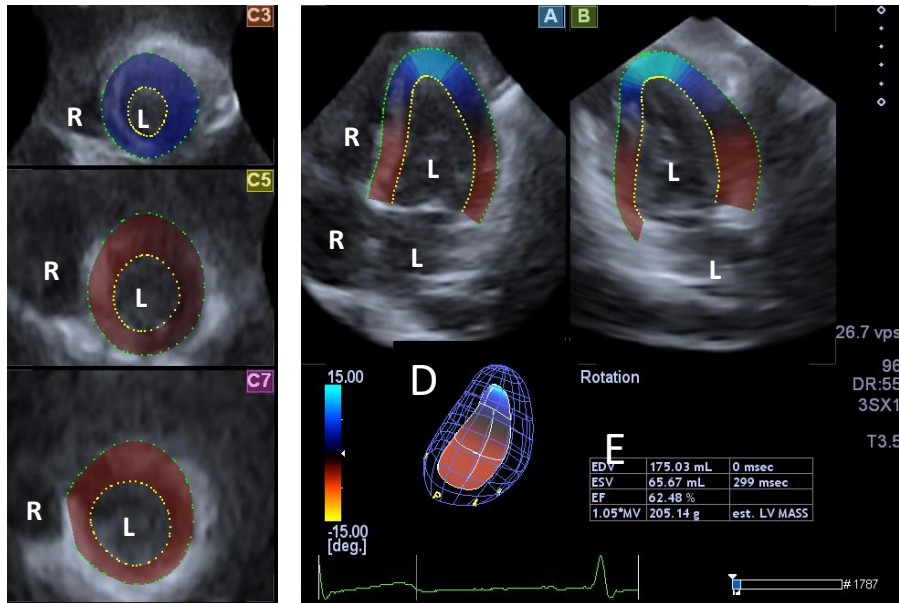 C3
R
L
C5
R
L
C7
R
L
A
R
L
R
L
B
L
L
26.7 vps
96
DR:55
3SX1
T3.5
15.00
-15.00
[deg.]
D
Rotation
E
EDV 175.03 mL 0 msec
ESV 65.67 mL 299 msec
EF 62.48 %
1.05*MV 205.14 g est. LV MASS
# 1787